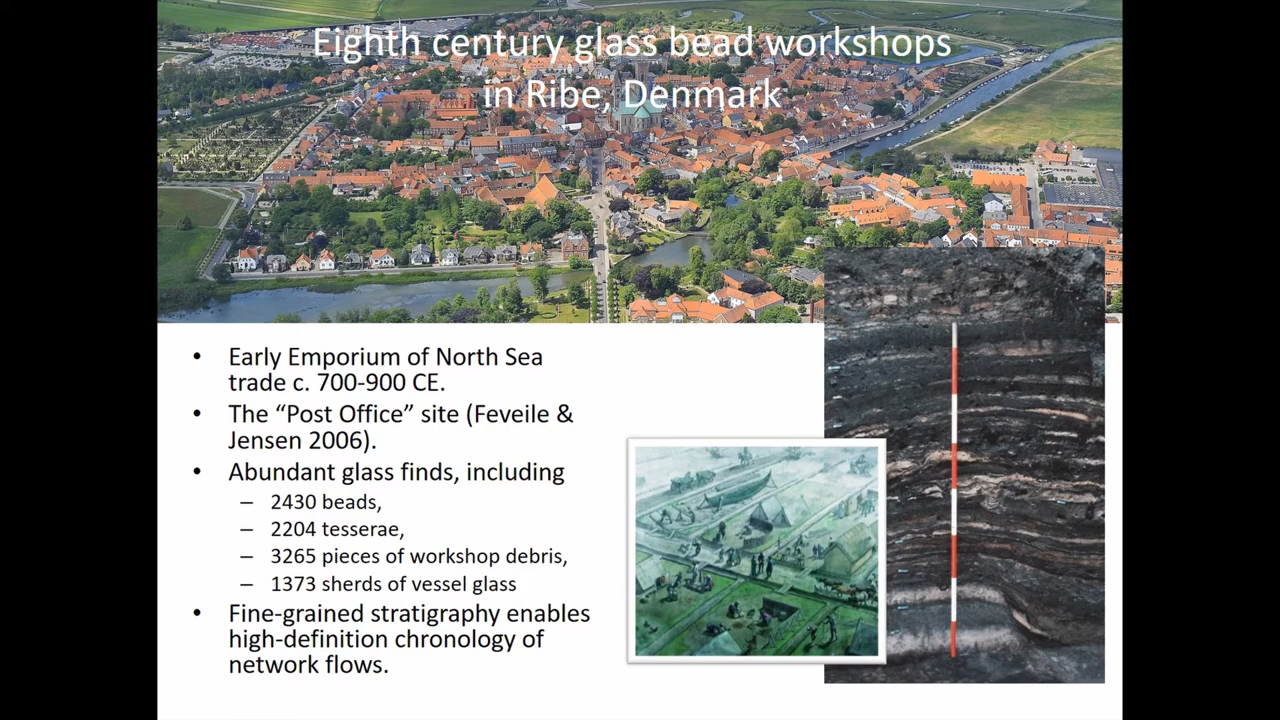 Eighth century glass bead workshops
in Ribe, Denmark
• Early Emporium of North Sea
trade c. 700-900 CE.
• The “Post Office” site (Feveile &
Jensen 2006).
• Abundant glass finds, including
– 2430 beads,
– 2204 tesserae,
– 3265 pieces of workshop debris,
– 1373 sherds of vessel glass
• Fine-grained stratigraphy enables
high-definition chronology of
network flows.